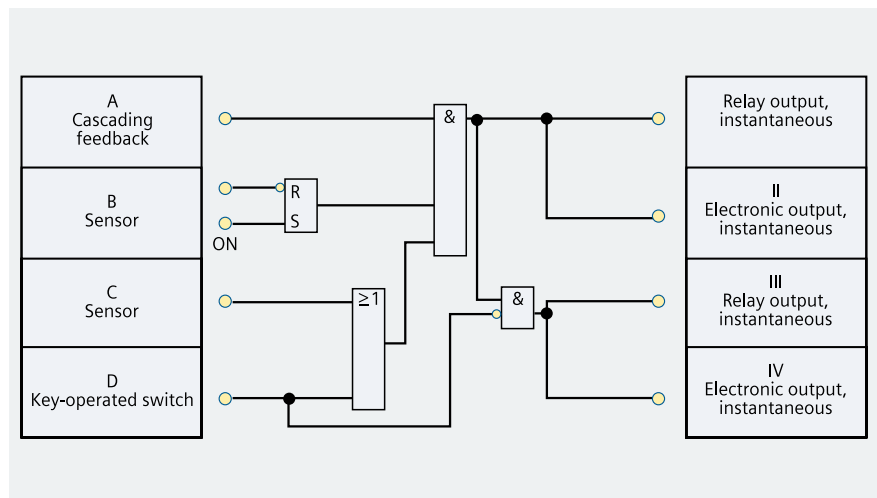 A
Cascading
feedback
B
Sensor
ON
C
Sensor
D
Key-operated switch
R
S
≥1
&
&
Relay output,
instantaneous
II
Electronic output,
instantaneous
III
Relay output,
instantaneous
IV
Electronic output,
instantaneous